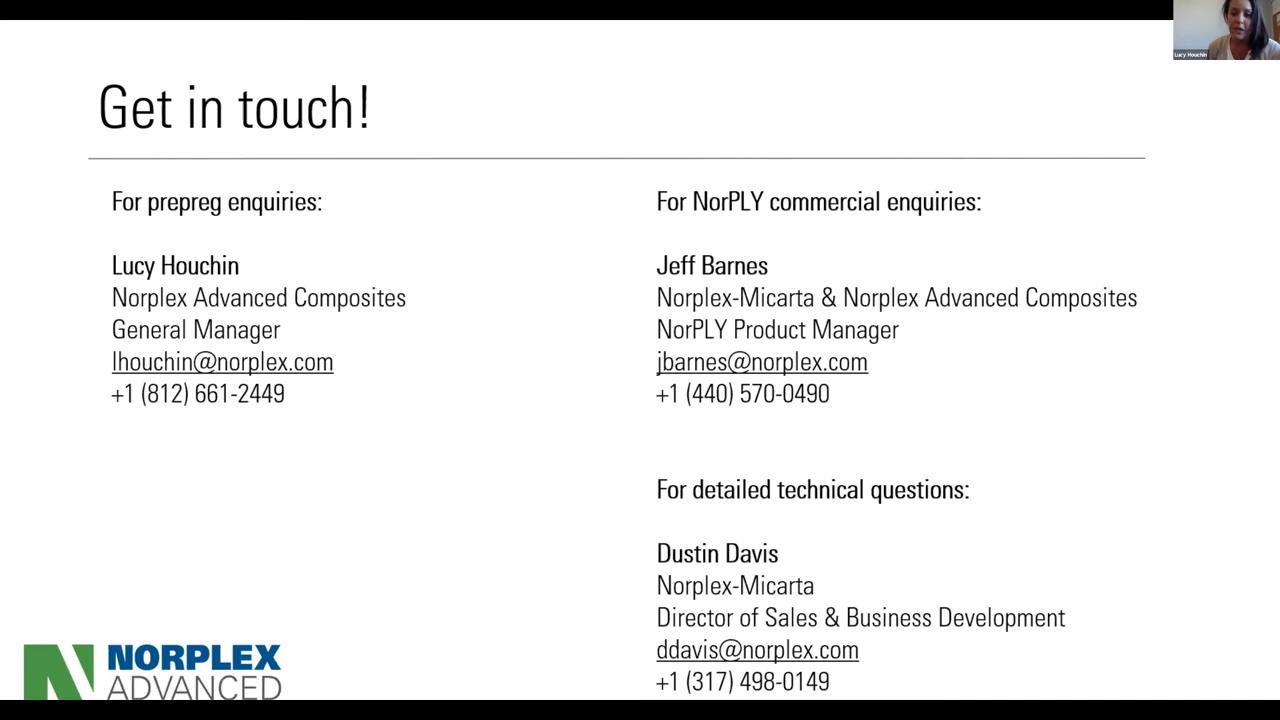 Get in touch!
For prepreg enquiries:
Lucy Houchin
Norplex Advanced Composites
General Manager
lhouchin@norplex.com
+1 (812) 661-2449
For NorPLY commercial enquiries:
Jeff Barnes
Norplex-Micarta & Norplex Advanced Composites
NorPLY Product Manager
jbarnes@norplex.com
+1 (440) 570-0490
For detailed technical questions:
Dustin Davis
Norplex-Micarta
Director of Sales & Business Development
ddavis@norplex.com
+1 (317) 498-0149
NORPLEX
ADVANCED
Lucy Houchin